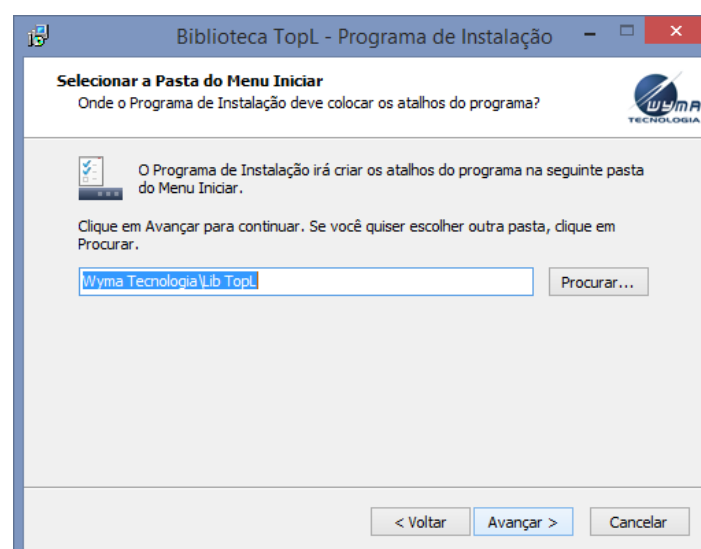 Biblioteca TopL - Programa de Instalação
Selecionar a Pasta do Menu Iniciar
Onde o Programa de Instalação deve colocar os atalhos do programa?
WYMA
TECNOLOGIA
O Programa de Instalação irá criar os atalhos do programa na seguinte pasta
do Menu Iniciar.
Clique em Avançar para continuar. Se você quiser escolher outra pasta, clique em
Procurar.
Wyma Tecnologia\Lib TopL
Procurar...
< Voltar
Avançar >
Cancelar